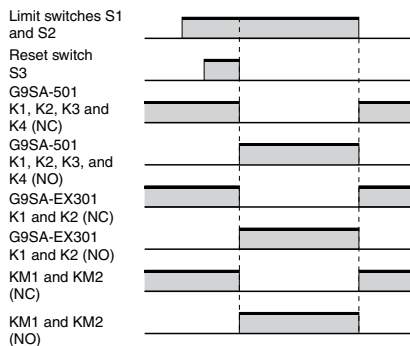 Limit switches S1
and S2
Reset switch
S3
G9SA-501
K1, K2, K3 and
K4 (NC)
G9SA-501
K1, K2, K3, and
K4 (NO)
G9SA-EX301
K1 and K2 (NC)
G9SA-EX301
K1 and K2 (NO)
KM1 and KM2
(NC)
KM1 and KM2
(NO)